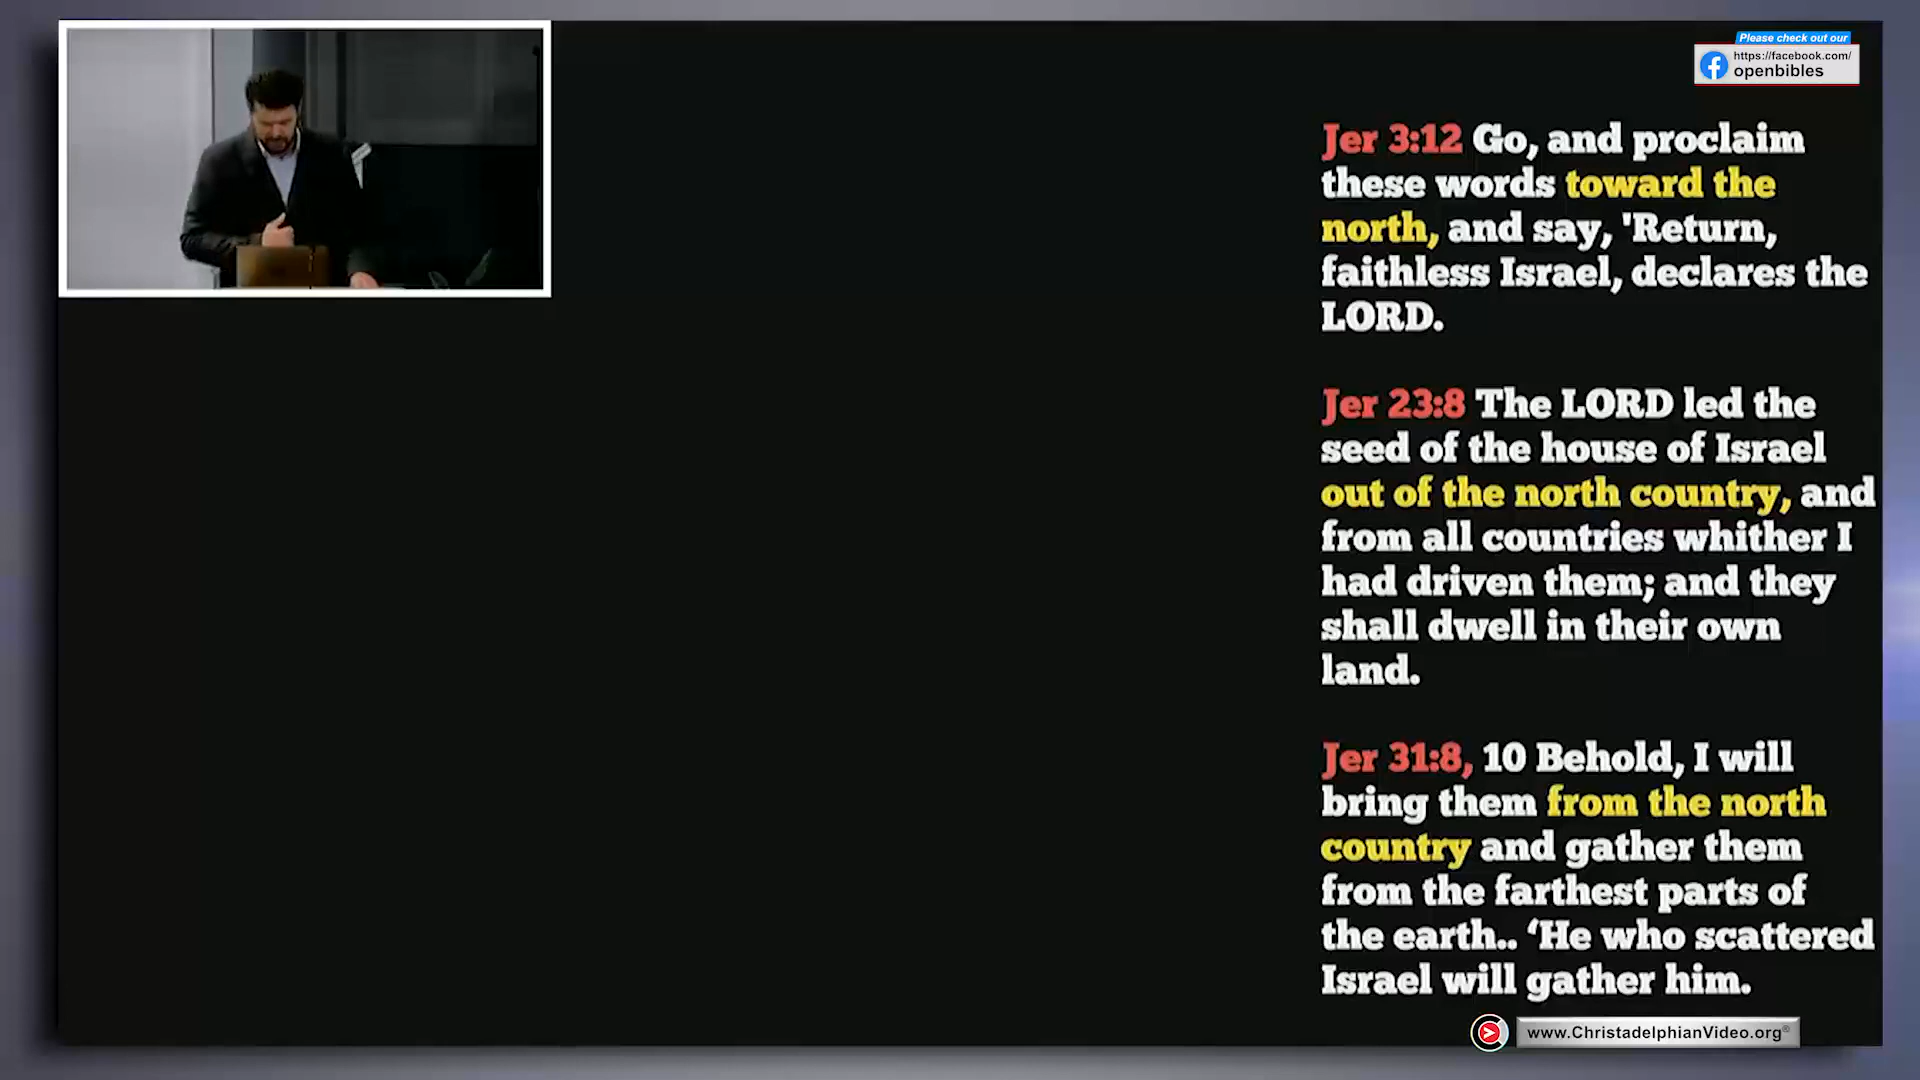 Please check out our
https://facebook.com/
openbibles
Jer 3:12 Go, and proclaim
these words toward the
north, and say, 'Return,
faithless Israel, declares the
LORD.
Jer 23:8 The LORD led the
seed of the house of Israel
out of the north country, and
from all countries whither I
had driven them; and they
shall dwell in their own
land.
Jer 31:8, 10 Behold, I will
bring them from the north
country and gather them
from the farthest parts of
the earth.. ‘He who scattered
Israel will gather him.
www.ChristadelphianVideo.org®